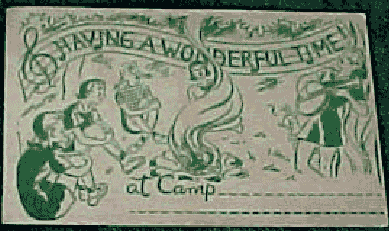 HAVING A WONDERFUL TIME!
at Camp